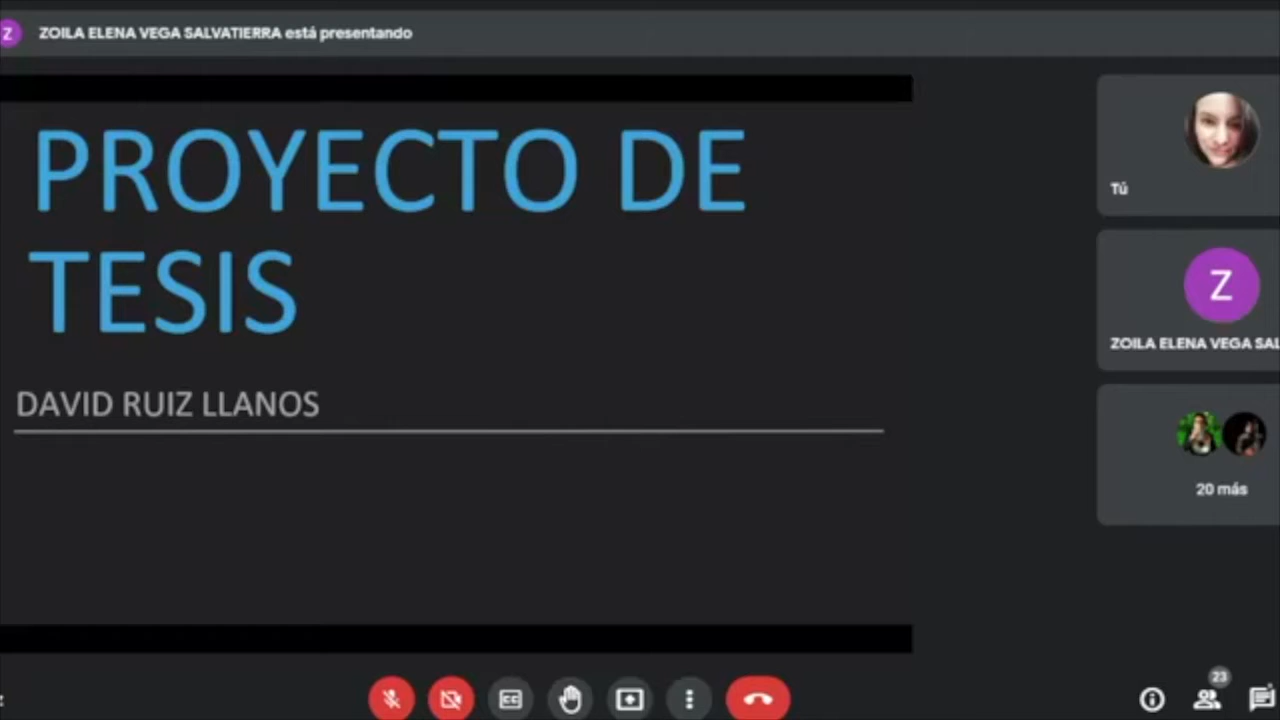 Z
ZOILA ELENA VEGA SALVATIERRA está presentando
PROYECTO DE
TESIS
DAVID RUIZ LLANOS
Tú
Z
ZOILA ELENA VEGA SAL
20 más
CC
23